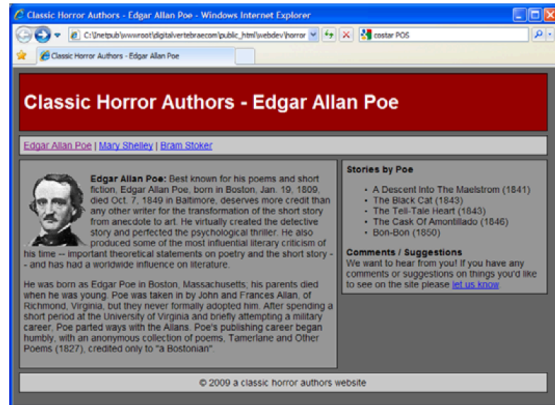 Classic Horror Authors - Edgar Allan Poe - Windows Internet Explorer
C:\Inetpub\wwwroot\digitalvertebraecom\public_html\webdev\horror
costar POS
Classic Horror Authors - Edgar Allan Poe
Classic Horror Authors - Edgar Allan Poe
Edgar Allan Poe | Mary Shelley | Bram Stoker
Edgar Allan Poe: Best known for his poems and short
fiction, Edgar Allan Poe, born in Boston, Jan. 19, 1809,
died Oct. 7, 1849 in Baltimore, deserves more credit than
any other writer for the transformation of the short story
from anecdote to art. He virtually created the detective
story and perfected the psychological thriller. He also
produced some of the most influential literary criticism of
his time -- important theoretical statements on poetry and the short story -
- and has had a worldwide influence on literature.
He was born as Edgar Poe in Boston, Massachusetts; his parents died
when he was young. Poe was taken in by John and Frances Allan, of
Richmond, Virginia, but they never formally adopted him. After spending a
short period at the University of Virginia and briefly attempting a military
career, Poe parted ways with the Allans. Poe's publishing career began
humbly, with an anonymous collection of poems, Tamerlane and Other
Poems (1827), credited only to "a Bostonian".
Stories by Poe
• A Descent Into The Maelstrom (1841)
• The Black Cat (1843)
• The Tell-Tale Heart (1843)
• The Cask Of Amontillado (1846)
• Bon-Bon (1850)
Comments / Suggestions
We want to hear from you! If you have any
comments or suggestions on things you'd like
to see on the site please let us know.
© 2009 a classic horror authors website